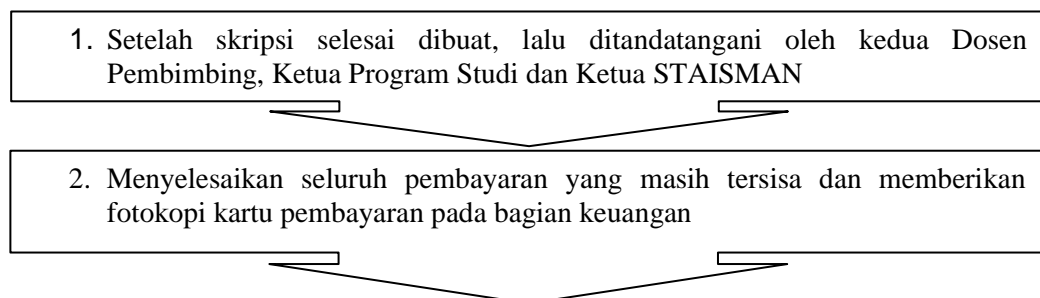 1. Setelah skripsi selesai dibuat, lalu ditandatangani oleh kedua Dosen
Pembimbing, Ketua Program Studi dan Ketua STAISMAN
2. Menyelesaikan seluruh pembayaran yang masih tersisa dan memberikan
fotokopi kartu pembayaran pada bagian keuangan